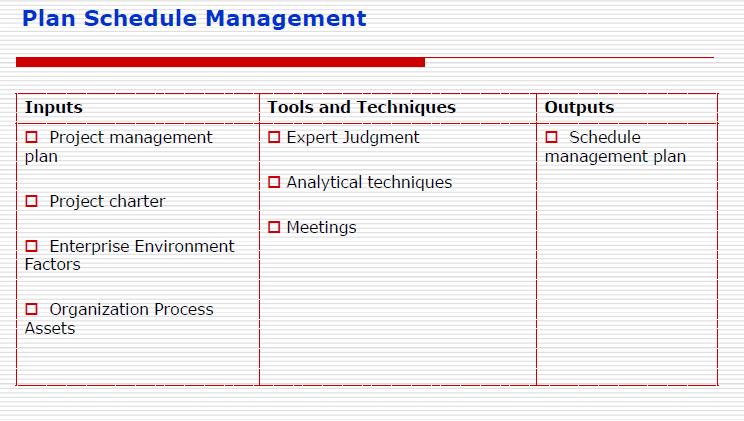 Plan Schedule Management
Inputs
Project management
plan
Project charter
Enterprise Environment
Factors
Organization Process
Assets
Tools and Techniques
Expert Judgment
Analytical techniques
Meetings
Outputs
Schedule
management plan